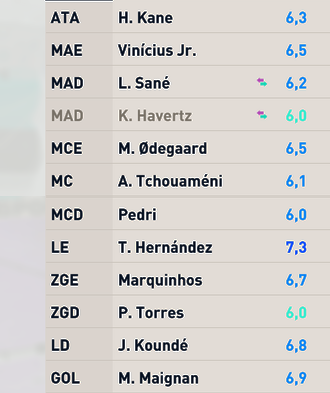 ATA H. Kane 6,3
MAE Vinícius Jr. 6,5
MAD L. Sané 6,2
MAD K. Havertz 6,0
MCE M. Ødegaard 6,5
MC A. Tchouaméni 6,1
MCD Pedri 6,0
LE T. Hernández 7,3
ZGE Marquinhos 6,7
ZGD P. Torres 6,0
LD J. Koundé 6,8
GOL M. Maignan 6,9